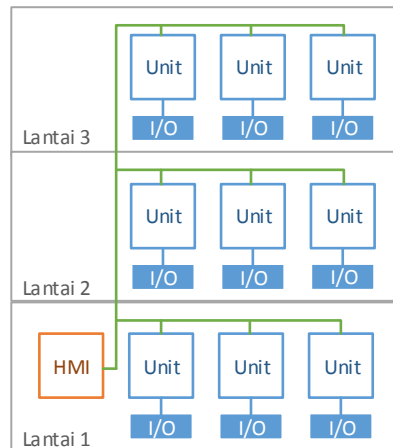 Unit Unit Unit
I/O I/O I/O
Lantai 3
Unit Unit Unit
I/O I/O I/O
Lantai 2
HMI Unit Unit Unit
I/O I/O I/O
Lantai 1